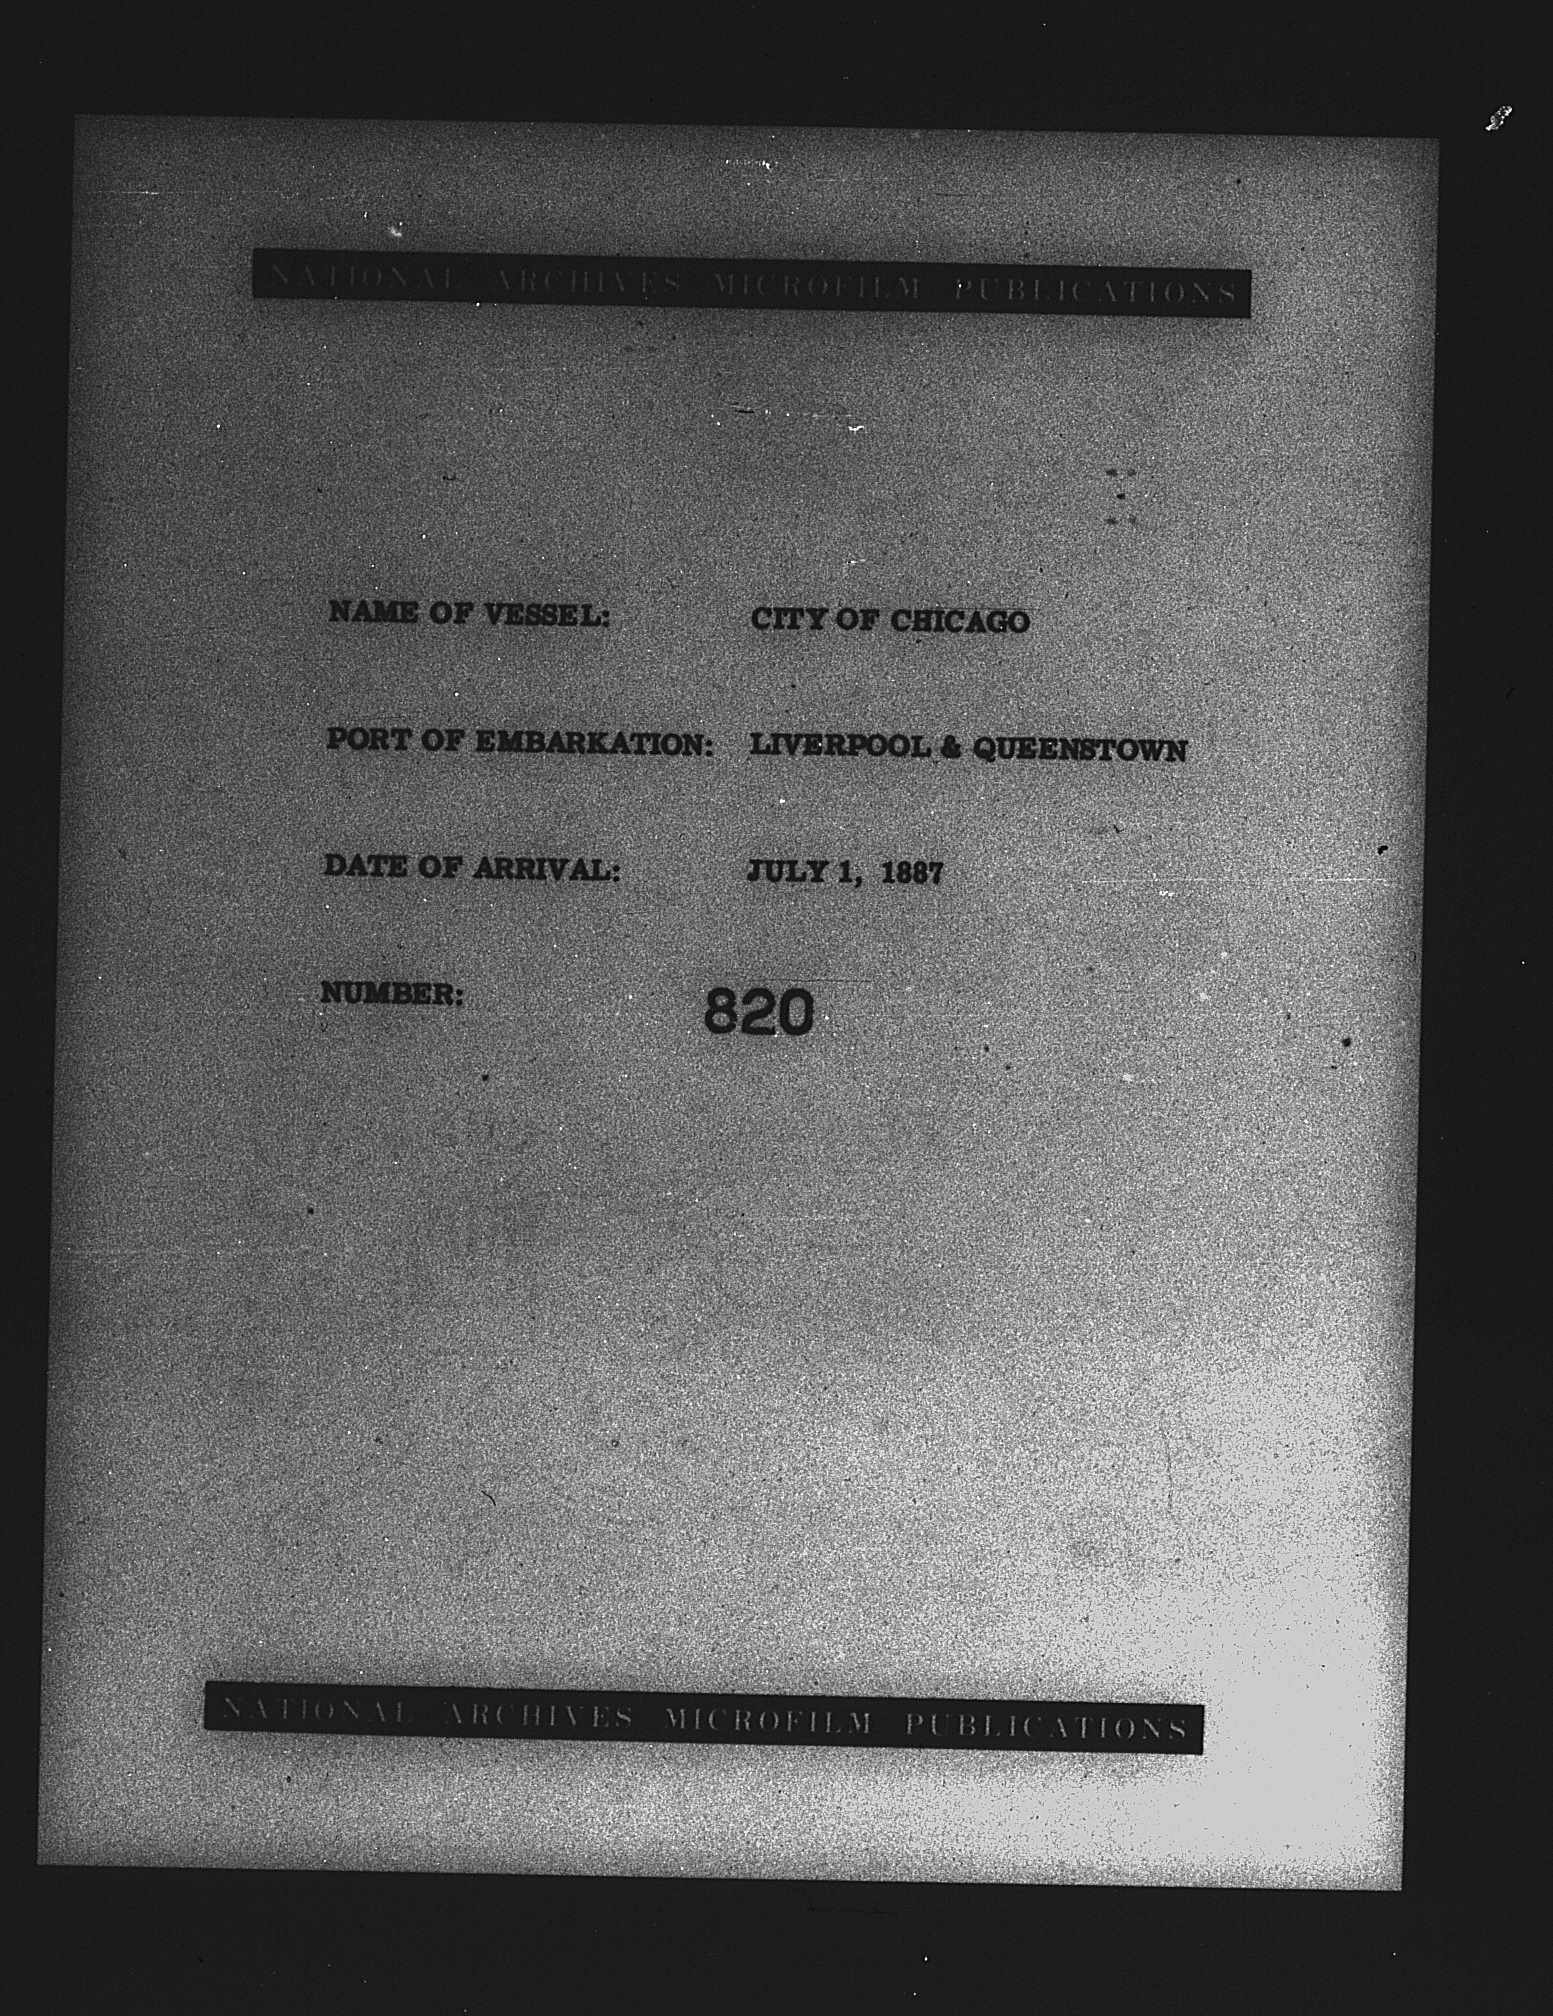 NATIONAL ARCHIVES MICROFILM PUBLICATIONS
NAME OF VESSEL: CITY OF CHICAGO
PORT OF EMBARKATION: LIVERPOOL & QUEENSTOWN
DATE OF ARRIVAL: JULY 1, 1887
NUMBER: 820
NATIONAL ARCHIVES MICROFILM PUBLICATIONS